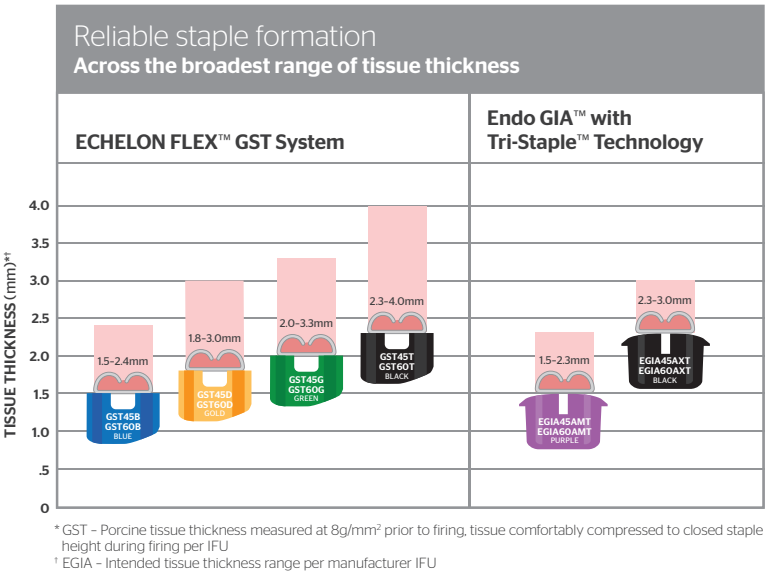 Reliable staple formation
Across the broadest range of tissue thickness
ECHELON FLEX™ GST System
Endo GIA™ with
Tri-Staple™ Technology
TISSUE THICKNESS (mm)*†
4.0
3.5
3.0
2.5
2.0
1.5
1.0
.5
0
1.5–2.4mm
GST45B
GST60B
BLUE
1.8–3.0mm
GST45D
GST60D
GOLD
2.0–3.3mm
GST45G
GST60G
GREEN
2.3–4.0mm
GST45T
GST60T
BLACK
1.5–2.3mm
EGIA45AMT
EGIA60AMT
PURPLE
2.3–3.0mm
EGIA45AXT
EGIA60AXT
BLACK
* GST – Porcine tissue thickness measured at 8g/mm² prior to firing, tissue comfortably compressed to closed staple
height during firing per IFU
† EGIA – Intended tissue thickness range per manufacturer IFU